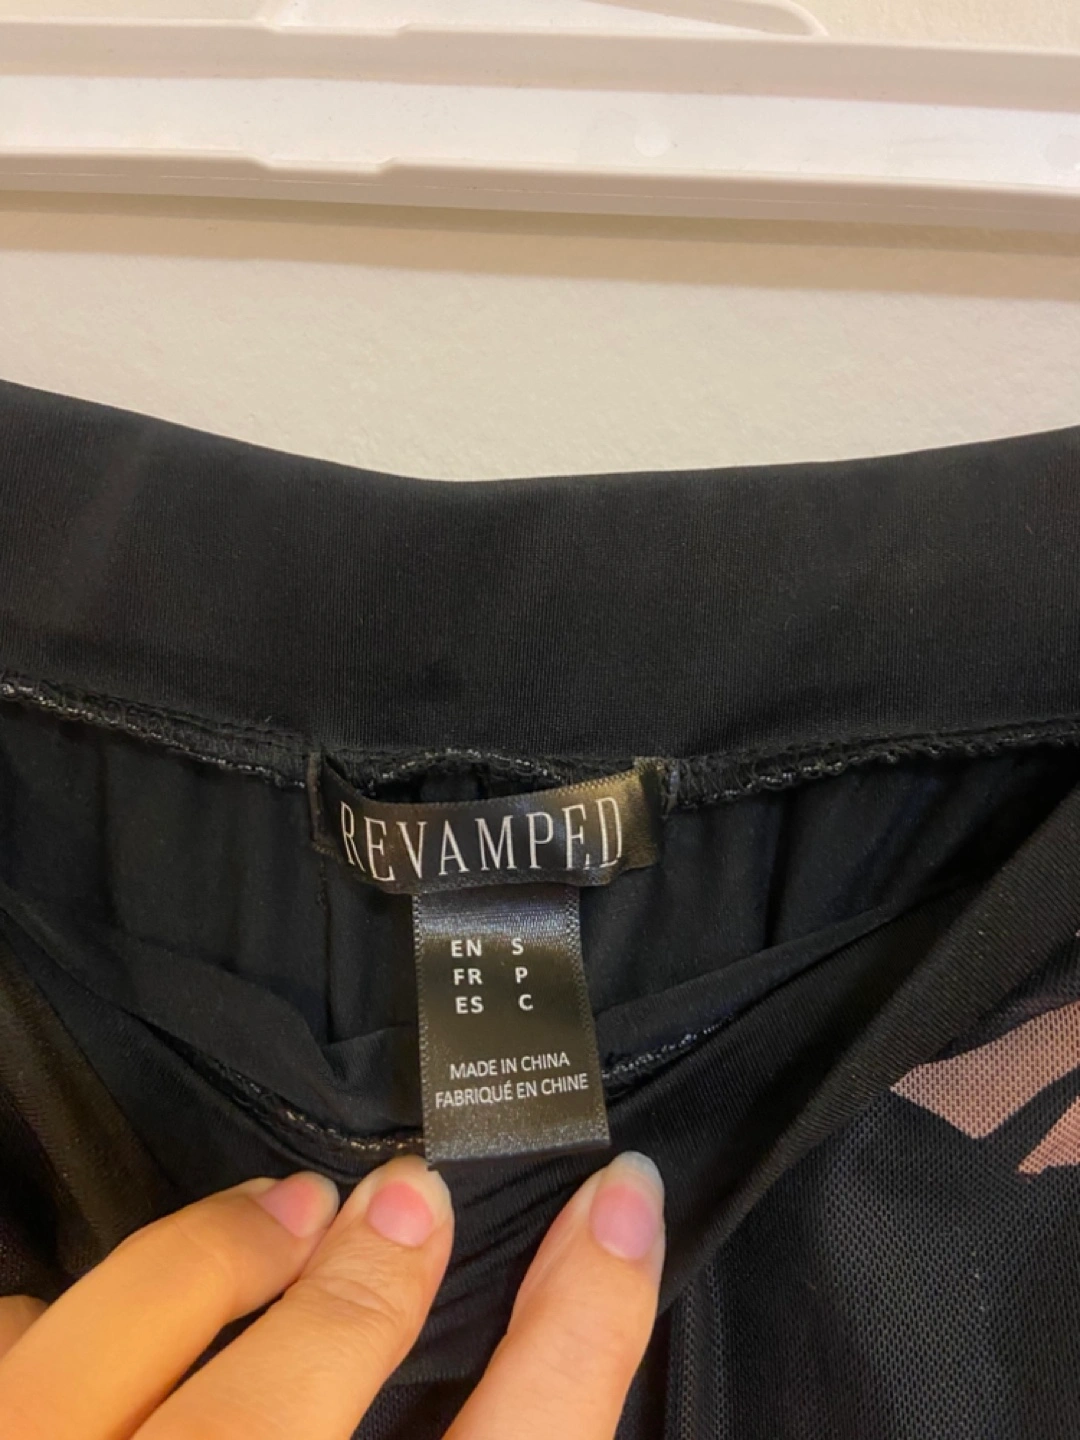 REVAMPED
EN S
FR P
ES C
MADE IN CHINA
FABRIQUÉ EN CHINE